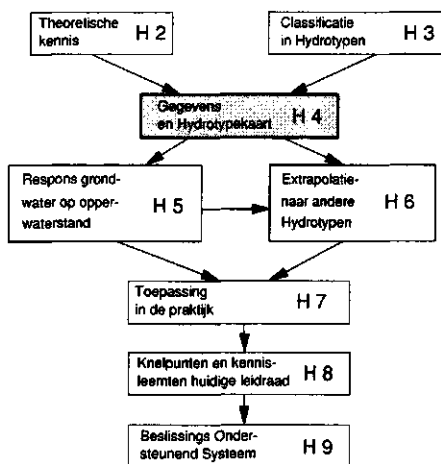 Theoretische
kennis H 2
Classificatie
in Hydrotypen H 3
Gegevens
en Hydrotypekaart H 4
Respons grond-
water op opper-
waterstand H 5
Extrapolatie-
naar andere
Hydrotypen H 6
Toepassing
in de praktijk H 7
Knelpunten en kennis-
leemten huidige leidraad H 8
Beslissings Onder-
steunend Systeem H 9